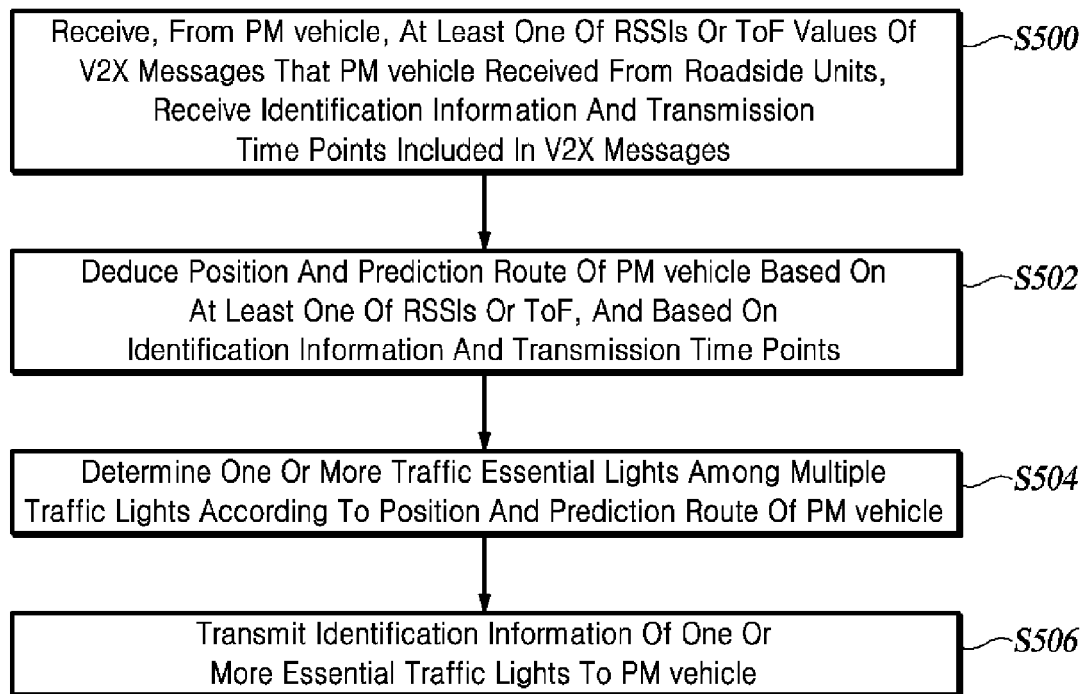 Receive, From PM vehicle, At Least One Of RSSIs Or ToF Values Of
V2X Messages That PM vehicle Received From Roadside Units,
Receive Identification Information And Transmission
Time Points Included In V2X Messages
S500
Deduce Position And Prediction Route Of PM vehicle Based On
At Least One Of RSSIs Or ToF, And Based On
Identification Information And Transmission Time Points
S502
Determine One Or More Traffic Essential Lights Among Multiple
Traffic Lights According To Position And Prediction Route Of PM vehicle
S504
Transmit Identification Information Of One Or
More Essential Traffic Lights To PM vehicle
S506